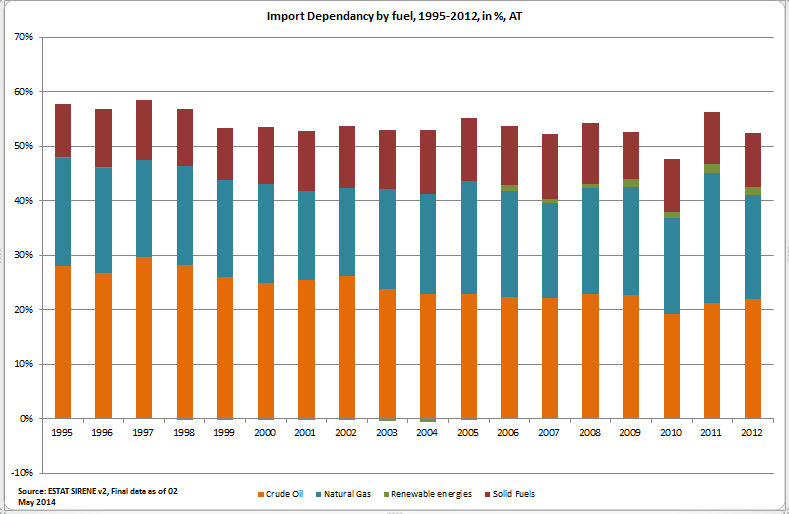 Import Dependancy by fuel, 1995-2012, in %, AT
70%
60%
50%
40%
30%
20%
10%
0%
-10%
1995 1996 1997 1998 1999 2000 2001 2002 2003 2004 2005 2006 2007 2008 2009 2010 2011 2012
Source: ESTAT SIRENE v2, Final data as of 02
May 2014
Crude Oil Natural Gas Renewable energies Solid Fuels